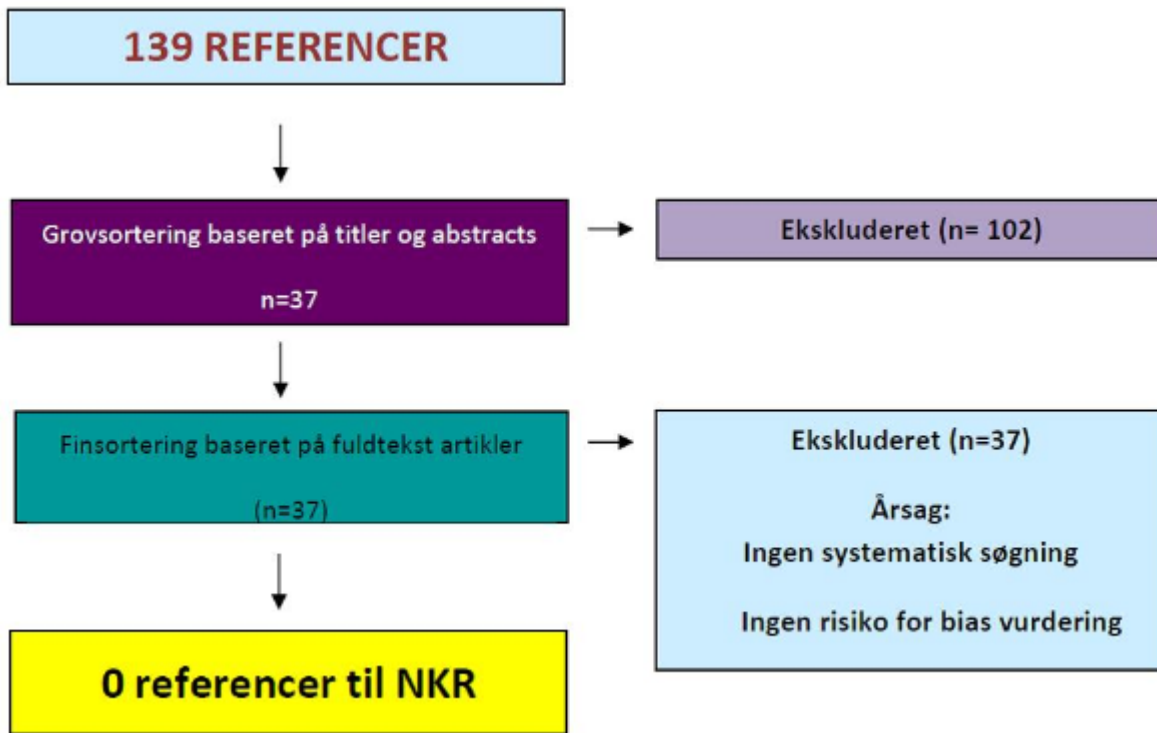 139 REFERENCER
Grovsortering baseret på titler og abstracts
n=37
Ekskluderet (n= 102)
Finsortering baseret på fuldtekst artikler
(n=37)
Ekskluderet (n=37)
Årsag:
Ingen systematisk søgning
Ingen risiko for bias vurdering
0 referencer til NKR